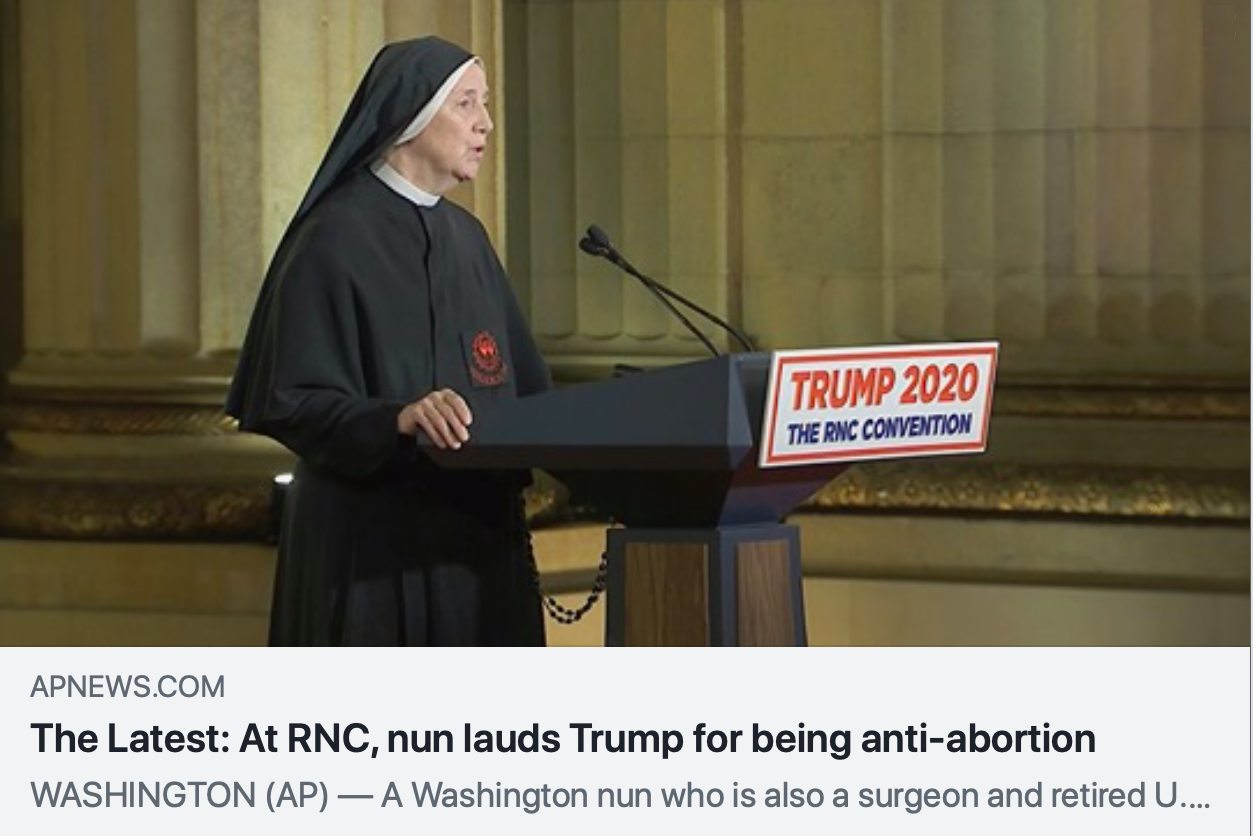 TRUMP 2020
THE RNC CONVENTION
APNEWS.COM
The Latest: At RNC, nun lauds Trump for being anti-abortion
WASHINGTON (AP) — A Washington nun who is also a surgeon and retired U....